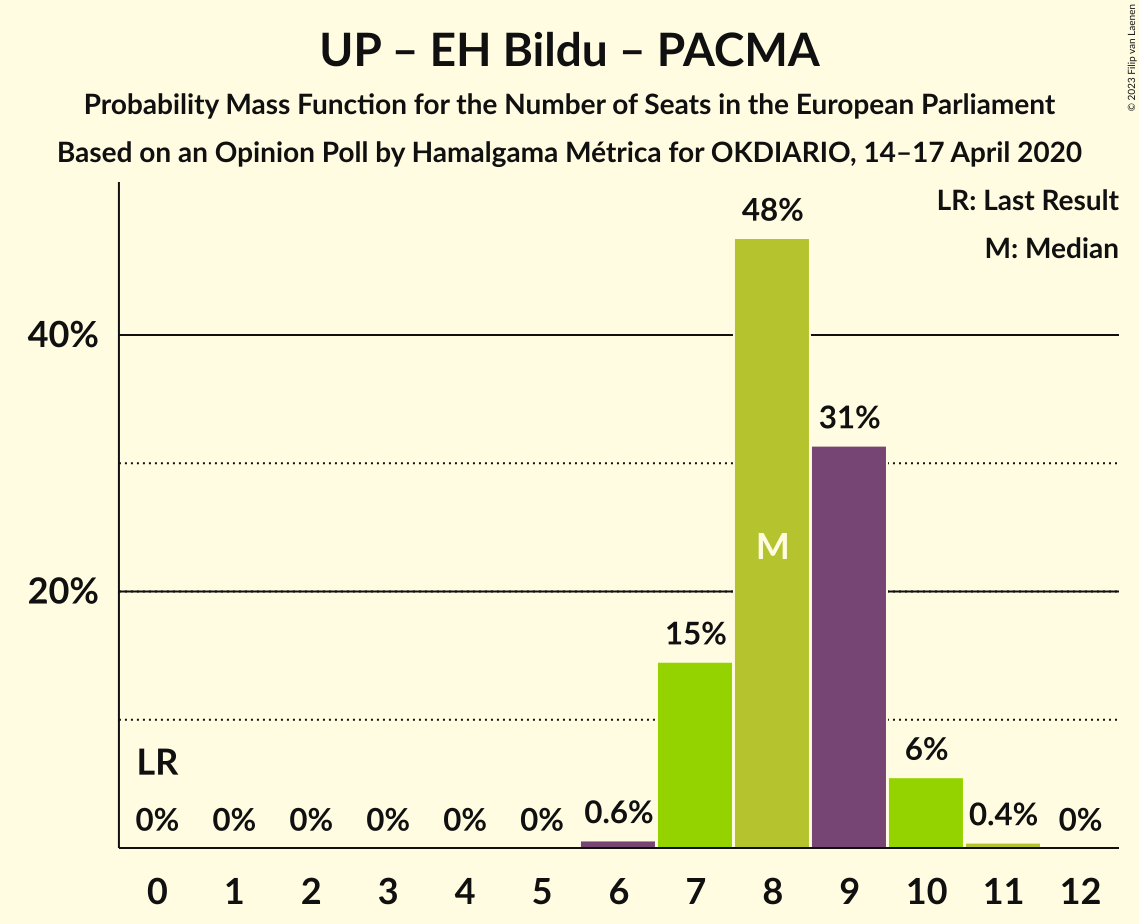 UP – EH Bildu – PACMA
Probability Mass Function for the Number of Seats in the European Parliament
Based on an Opinion Poll by Hamalgama Métrica for OKDIARIO, 14–17 April 2020
© 2023 Filip van Laenen
LR: Last Result
M: Median
48%
40%
31%
M
20%
15%
LR
6%
0% 0% 0% 0% 0% 0% 0.6% 0.4% 0%
0 1 2 3 4 5 6 7 8 9 10 11 12